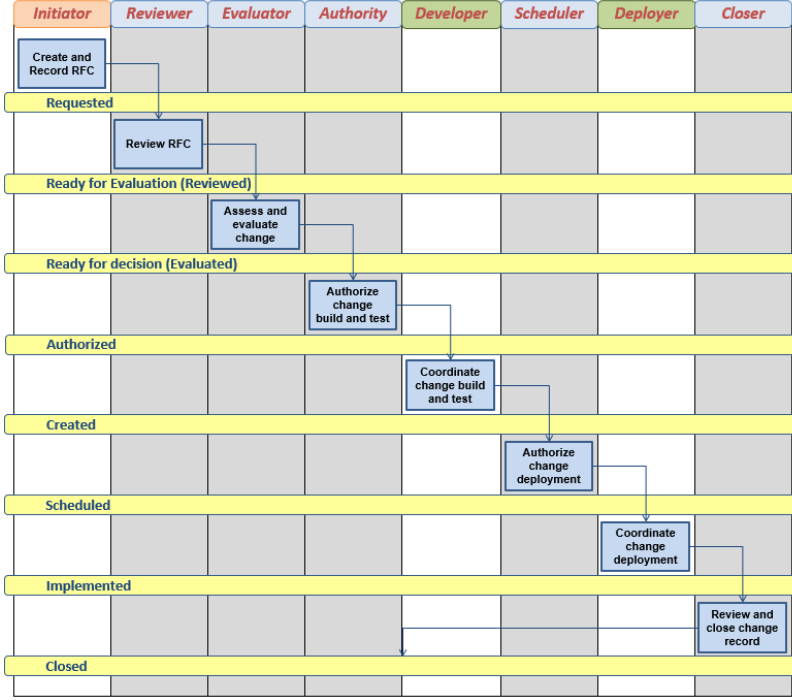 Initiator
Reviewer
Evaluator
Authority
Developer
Scheduler
Deployer
Closer
Create and
Record RFC
Requested
Review RFC
Ready for Evaluation (Reviewed)
Assess and
evaluate
change
Ready for decision (Evaluated)
Authorize
change
build and test
Authorized
Coordinate
change build
and test
Created
Authorize
change
deployment
Scheduled
Coordinate
change
deployment
Implemented
Review and
close change
record
Closed